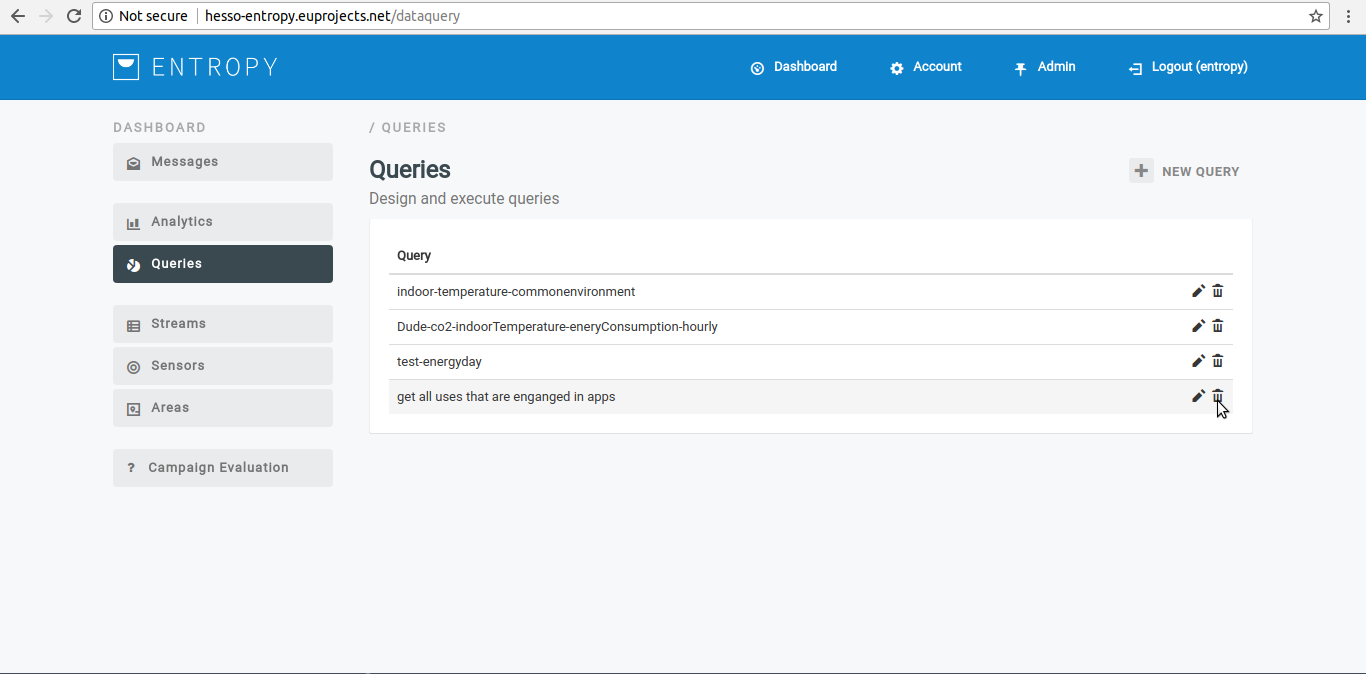 Not secure hesso-entropy.euprojects.net/dataquery
ENTROPY
Dashboard
Account
Admin
Logout (entropy)
DASHBOARD
Messages
Analytics
Queries
Streams
Sensors
Areas
? Campaign Evaluation
/ QUERIES
Queries
Design and execute queries
+ NEW QUERY
Query
indoor-temperature-commonenvironment
Dude-co2-indoorTemperature-eneryConsumption-hourly
test-energyday
get all uses that are enganged in apps